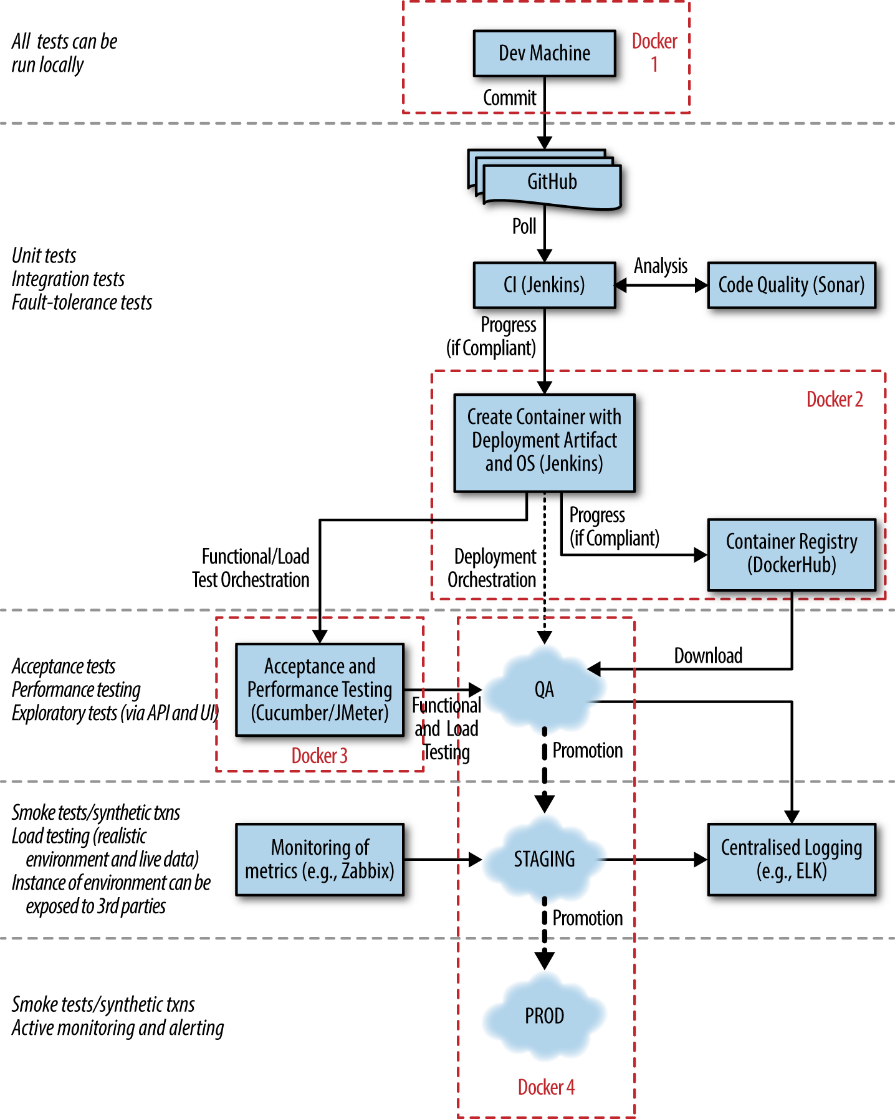 All tests can be
run locally
Dev Machine
Docker
1
Commit
GitHub
Poll
Unit tests
Integration tests
Fault-tolerance tests
CI (Jenkins)
Analysis
Code Quality (Sonar)
Progress
(if Compliant)
Docker 2
Create Container with
Deployment Artifact
and OS (Jenkins)
Progress
(if Compliant)
Functional/Load
Test Orchestration
Deployment
Orchestration
Container Registry
(DockerHub)
Acceptance tests
Performance testing
Exploratory tests (via API and UI)
Acceptance and
Performance Testing
(Cucumber/JMeter)
Docker 3
Functional
and Load
Testing
QA
Download
Promotion
Smoke tests/synthetic txns
Load testing (realistic
environment and live data)
Instance of environment can be
exposed to 3rd parties
Monitoring of
metrics (e.g., Zabbix)
STAGING
Centralised Logging
(e.g., ELK)
Promotion
Smoke tests/synthetic txns
Active monitoring and alerting
PROD
Docker 4